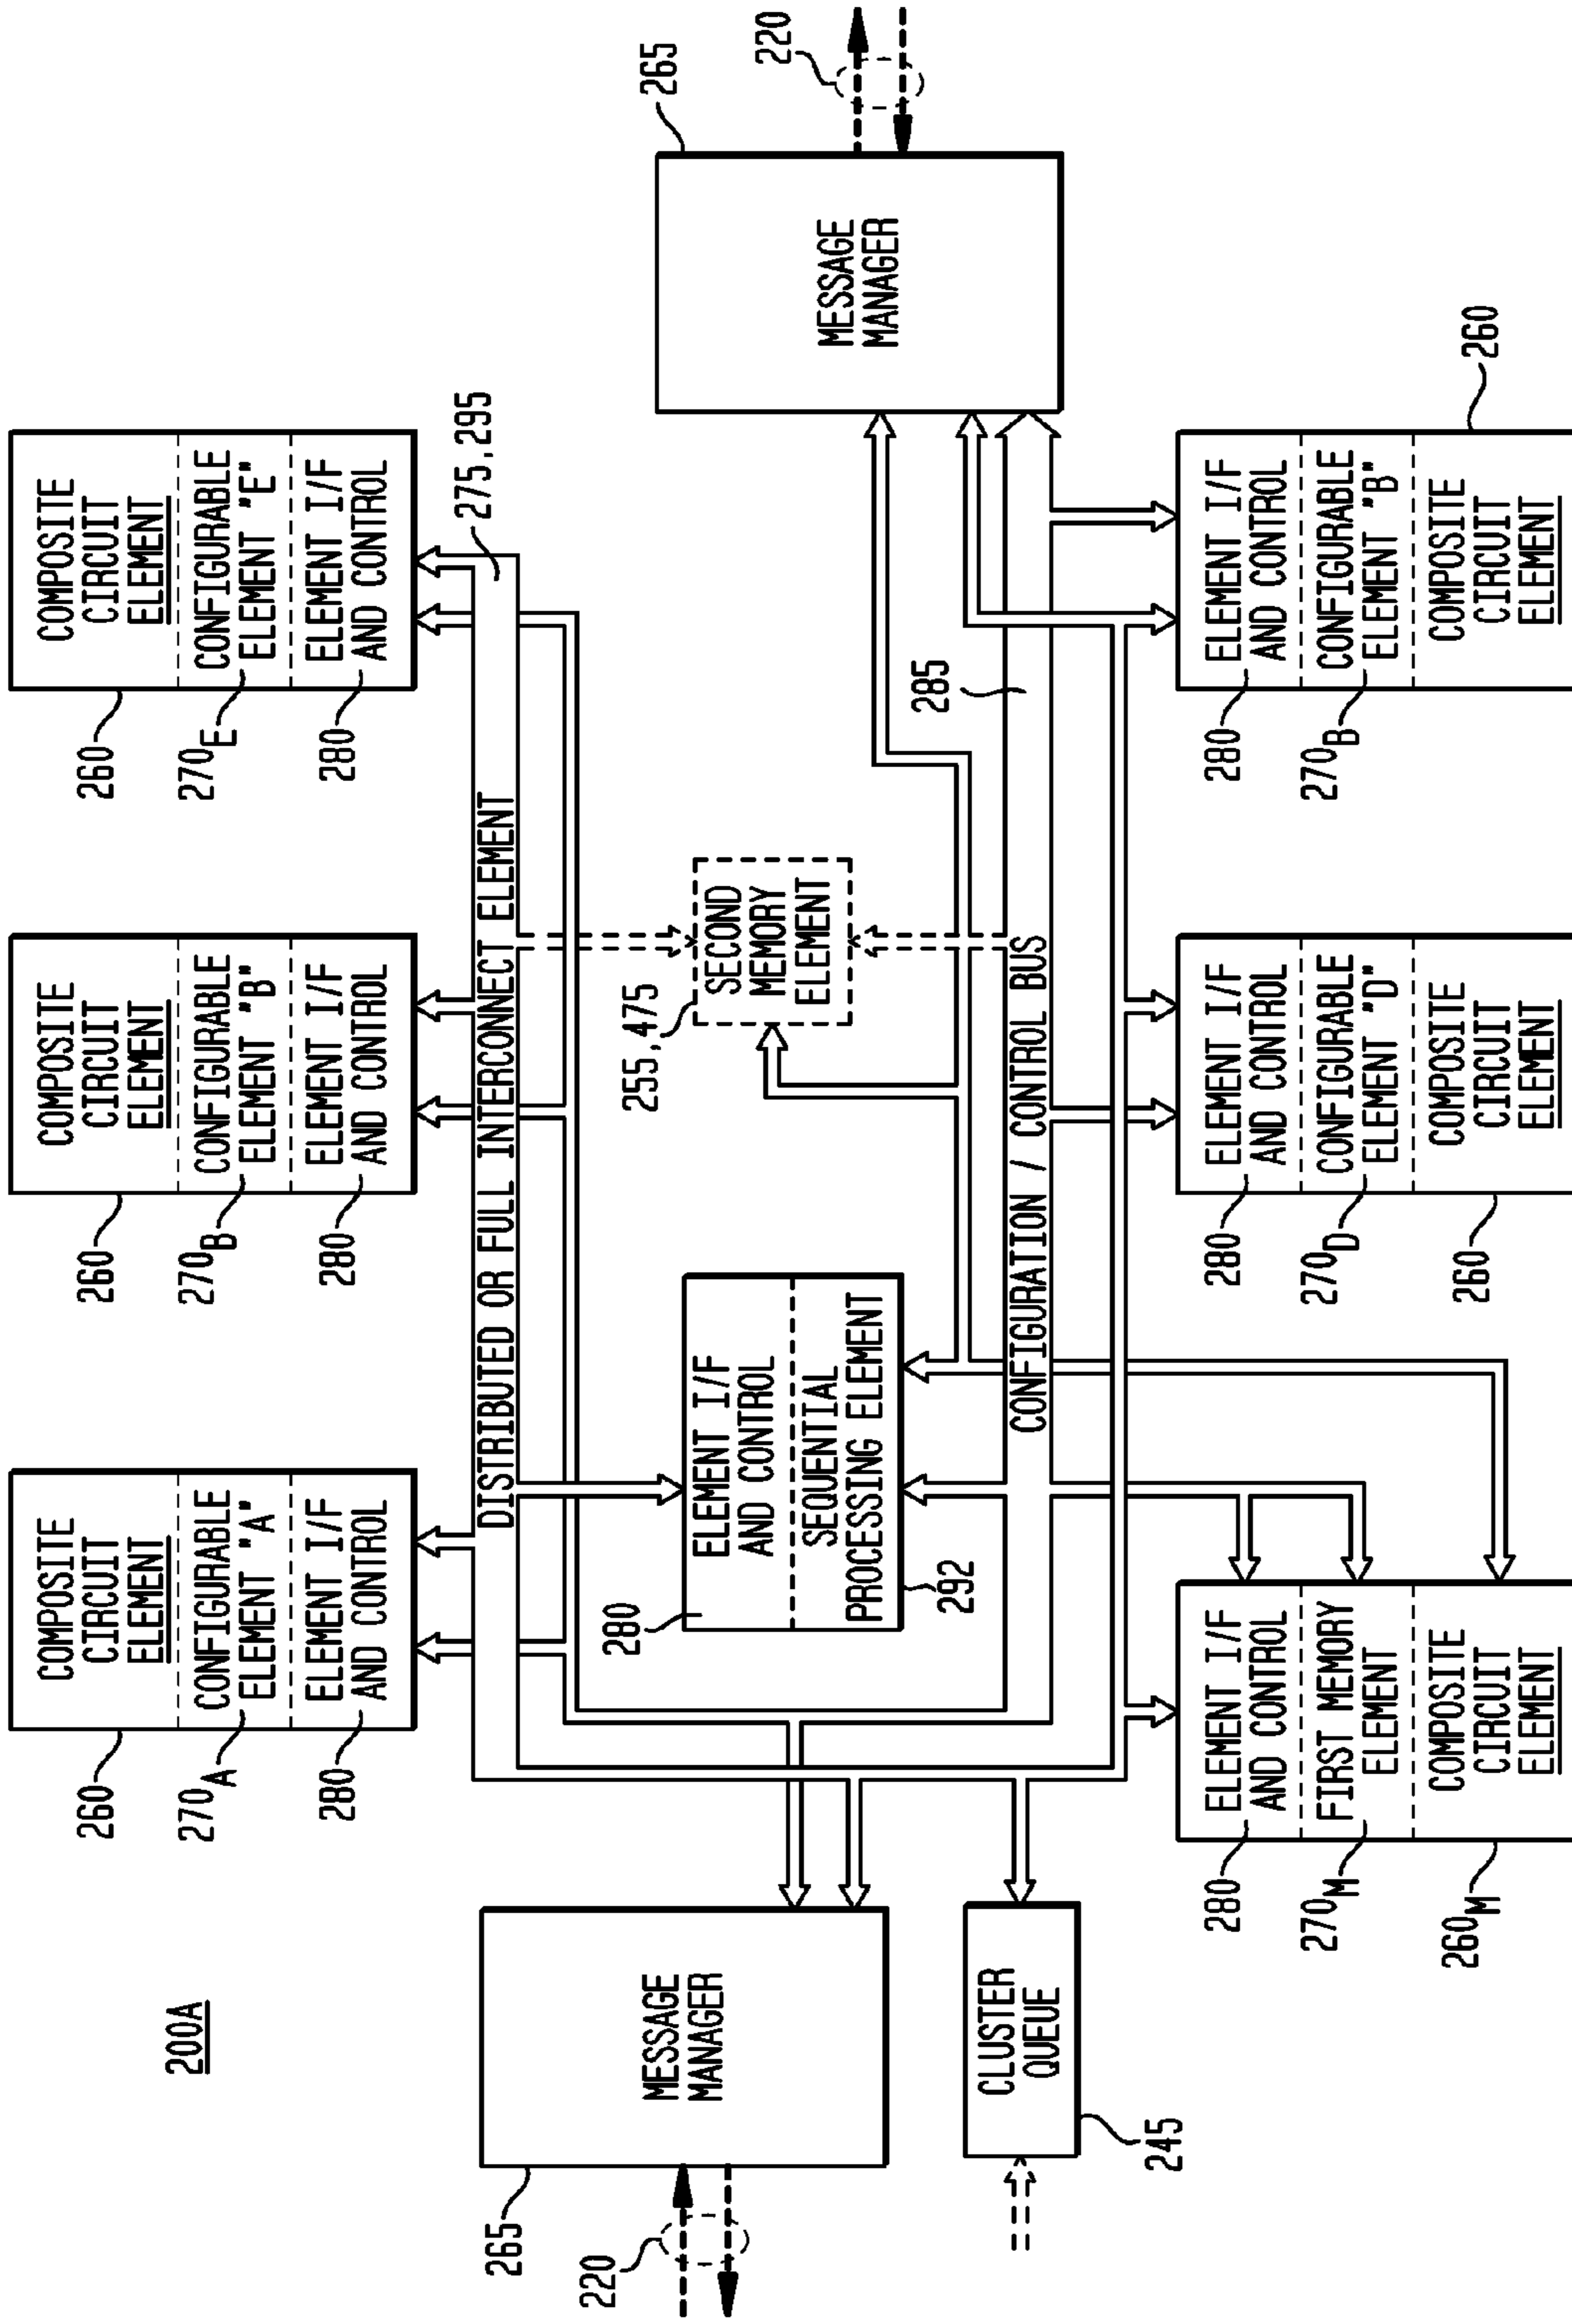 200A
COMPOSITE
CIRCUIT
ELEMENT
CONFIGURABLE
ELEMENT "A"
ELEMENT I/F
AND CONTROL
260
270A
280
COMPOSITE
CIRCUIT
ELEMENT
CONFIGURABLE
ELEMENT "B"
ELEMENT I/F
AND CONTROL
260
270B
280
COMPOSITE
CIRCUIT
ELEMENT
CONFIGURABLE
ELEMENT "E"
ELEMENT I/F
AND CONTROL
260
270E
280
DISTRIBUTED OR FULL INTERCONNECT ELEMENT
275,295
MESSAGE
MANAGER
265
220
ELEMENT I/F
AND CONTROL
SEQUENTIAL
PROCESSING ELEMENT
280
292
SECOND
MEMORY
ELEMENT
255,475
MESSAGE
MANAGER
265
220
285
CLUSTER
QUEUE
245
CONFIGURATION / CONTROL BUS
ELEMENT I/F
AND CONTROL
FIRST MEMORY
ELEMENT
COMPOSITE
CIRCUIT
ELEMENT
280
270M
260M
ELEMENT I/F
AND CONTROL
CONFIGURABLE
ELEMENT "D"
COMPOSITE
CIRCUIT
ELEMENT
280
270D
260
ELEMENT I/F
AND CONTROL
CONFIGURABLE
ELEMENT "B"
COMPOSITE
CIRCUIT
ELEMENT
280
270B
260